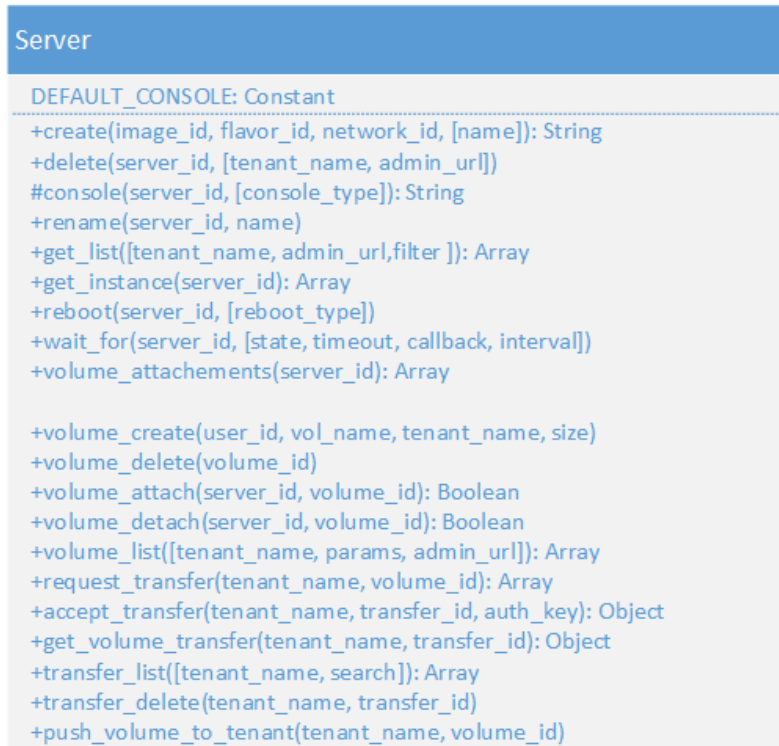 Server
DEFAULT_CONSOLE: Constant
+create(image_id, flavor_id, network_id, [name]): String
+delete(server_id, [tenant_name, admin_url])
#console(server_id, [console_type]): String
+rename(server_id, name)
+get_list([tenant_name, admin_url,filter ]): Array
+get_instance(server_id): Array
+reboot(server_id, [reboot_type])
+wait_for(server_id, [state, timeout, callback, interval])
+volume_attachements(server_id): Array
+volume_create(user_id, vol_name, tenant_name, size)
+volume_delete(volume_id)
+volume_attach(server_id, volume_id): Boolean
+volume_detach(server_id, volume_id): Boolean
+volume_list([tenant_name, params, admin_url]): Array
+request_transfer(tenant_name, volume_id): Array
+accept_transfer(tenant_name, transfer_id, auth_key): Object
+get_volume_transfer(tenant_name, transfer_id): Object
+transfer_list([tenant_name, search]): Array
+transfer_delete(tenant_name, transfer_id)
+push_volume_to_tenant(tenant_name, volume_id)